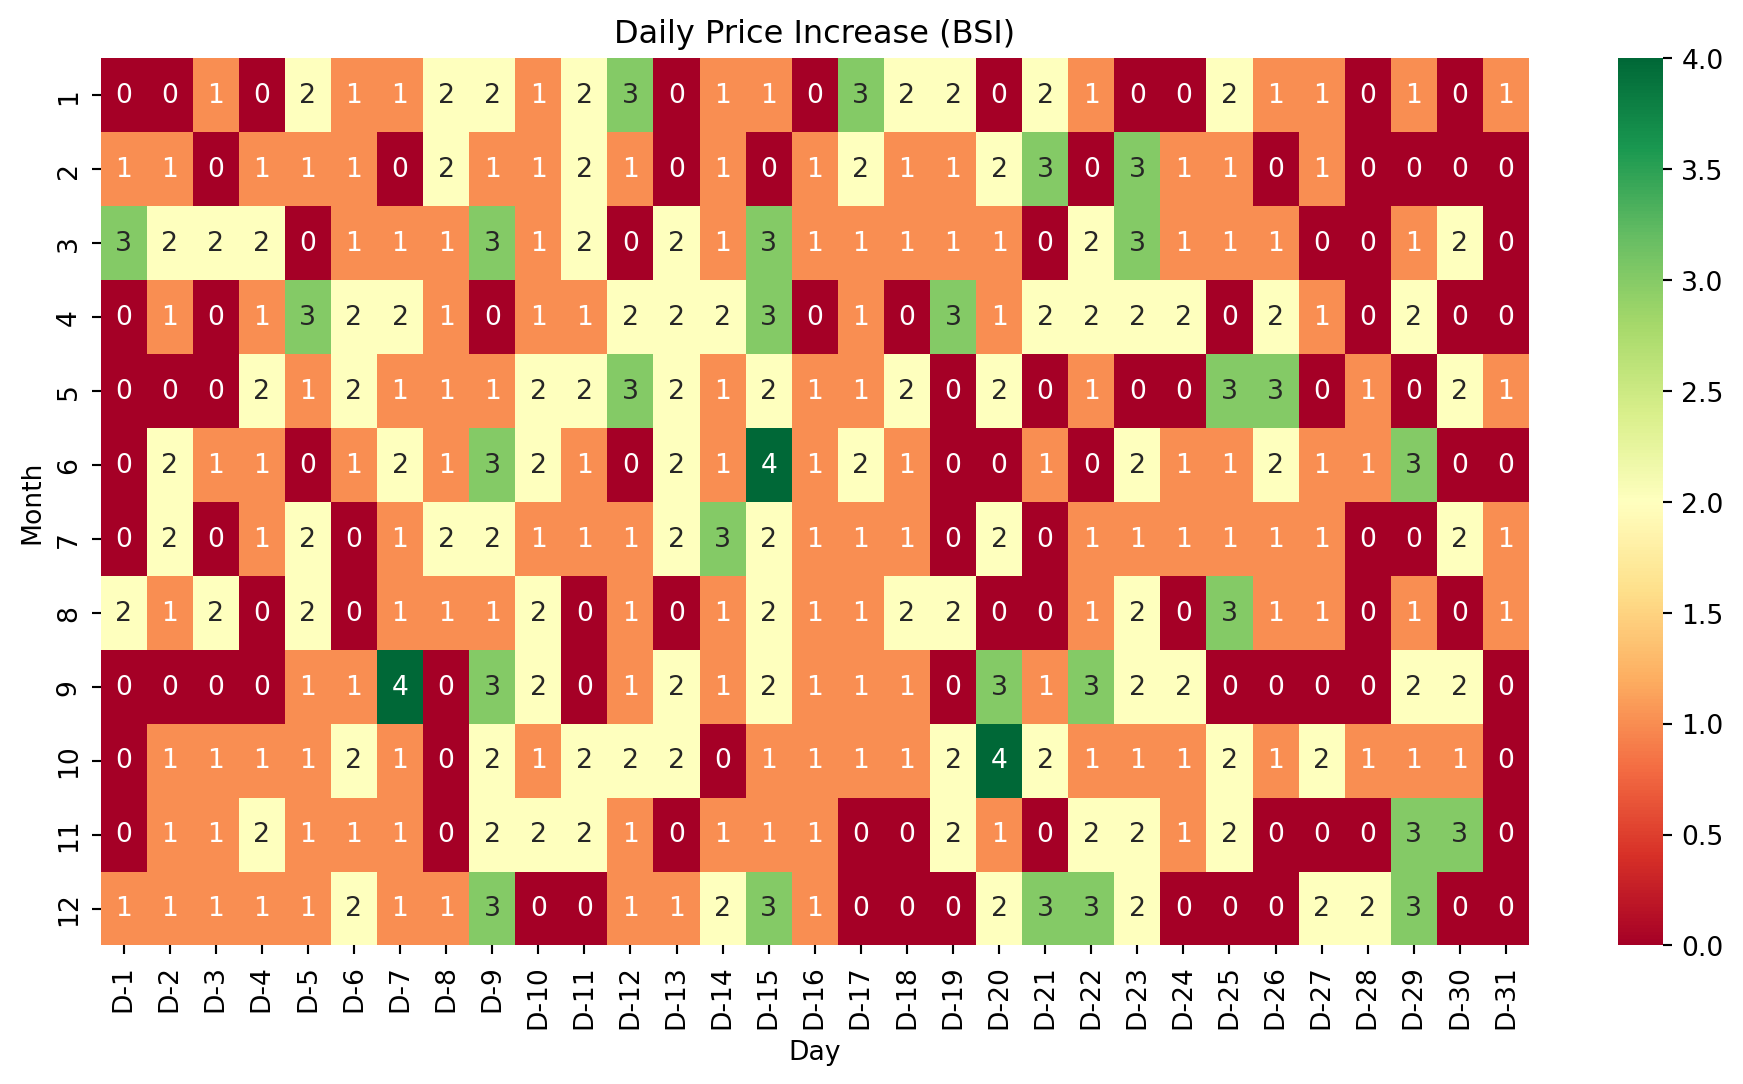 Daily Price Increase (BSI)
1 0 0 1 0 2 1 1 2 2 1 2 3 0 1 1 0 3 2 2 0 2 1 0 0 2 1 1 0 1 0 1
2 1 1 0 1 1 1 0 2 1 1 2 1 0 1 0 1 2 1 1 2 3 0 3 1 1 0 1 0 0 0 0
3 3 2 2 2 0 1 1 1 3 1 2 0 2 1 3 1 1 1 1 1 0 2 3 1 1 1 0 0 1 2 0
4 0 1 0 1 3 2 2 1 0 1 1 2 2 2 3 0 1 0 3 1 2 2 2 2 0 2 1 0 2 0 0
5 0 0 0 2 1 2 1 1 1 2 2 3 2 1 2 1 1 2 0 2 0 1 0 0 3 3 0 1 0 2 1
6 0 2 1 1 0 1 2 1 3 2 1 0 2 1 4 1 2 1 0 0 1 0 2 1 1 2 1 1 3 0 0
7 0 2 0 1 2 0 1 2 2 1 1 1 2 3 2 1 1 1 0 2 0 1 1 1 1 1 1 0 0 2 1
8 2 1 2 0 2 0 1 1 1 2 0 1 0 1 2 1 1 2 2 0 0 1 2 0 3 1 1 0 1 0 1
9 0 0 0 0 1 1 4 0 3 2 0 1 2 1 2 1 1 1 0 3 1 3 2 2 0 0 0 0 2 2 0
10 0 1 1 1 1 2 1 0 2 1 2 2 2 0 1 1 1 1 2 4 2 1 1 1 2 1 2 1 1 1 0
11 0 1 1 2 1 1 1 0 2 2 2 1 0 1 1 1 0 0 2 1 0 2 2 1 2 0 0 0 3 3 0
12 1 1 1 1 1 2 1 1 3 0 0 1 1 2 3 1 0 0 0 2 3 3 2 0 0 0 2 2 3 0 0
Month
D-1 D-2 D-3 D-4 D-5 D-6 D-7 D-8 D-9 D-10 D-11 D-12 D-13 D-14 D-15 D-16 D-17 D-18 D-19 D-20 D-21 D-22 D-23 D-24 D-25 D-26 D-27 D-28 D-29 D-30 D-31
Day
4.0
3.5
3.0
2.5
2.0
1.5
1.0
0.5
0.0